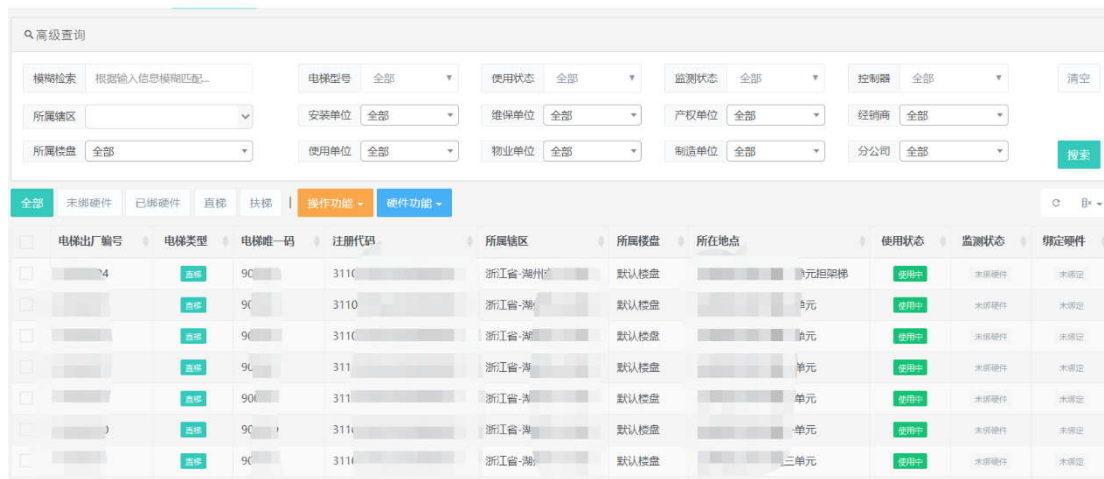 高级查询
模糊检索 根据输入信息模糊匹配... 电梯型号 全部 使用状态 全部 监测状态 全部 控制器 全部 清空
所属辖区 安装单位 全部 维保单位 全部 产权单位 全部 经销商 全部
所属楼盘 全部 使用单位 全部 物业单位 全部 制造单位 全部 分公司 全部 搜索
全部 未绑硬件 已绑硬件 直梯 扶梯 | 操作功能 硬件功能
电梯出厂编号 电梯类型 电梯唯一码 注册代码 所属辖区 所属楼盘 所在地点 使用状态 监测状态 绑定硬件
直梯 90 3110 浙江省-湖州 默认楼盘 单元担架梯 使用中 未绑硬件 未绑定
直梯 90 3110 浙江省-湖 默认楼盘 单元 使用中 未绑硬件 未绑定
直梯 90 3110 浙江省-湖 默认楼盘 单元 使用中 未绑硬件 未绑定
直梯 90 311 浙江省-湖 默认楼盘 单元 使用中 未绑硬件 未绑定
直梯 900 311 浙江省-湖 默认楼盘 单元 使用中 未绑硬件 未绑定
直梯 90 311 浙江省-湖 默认楼盘 单元 使用中 未绑硬件 未绑定
直梯 90 311 浙江省-湖 默认楼盘 三单元 使用中 未绑硬件 未绑定